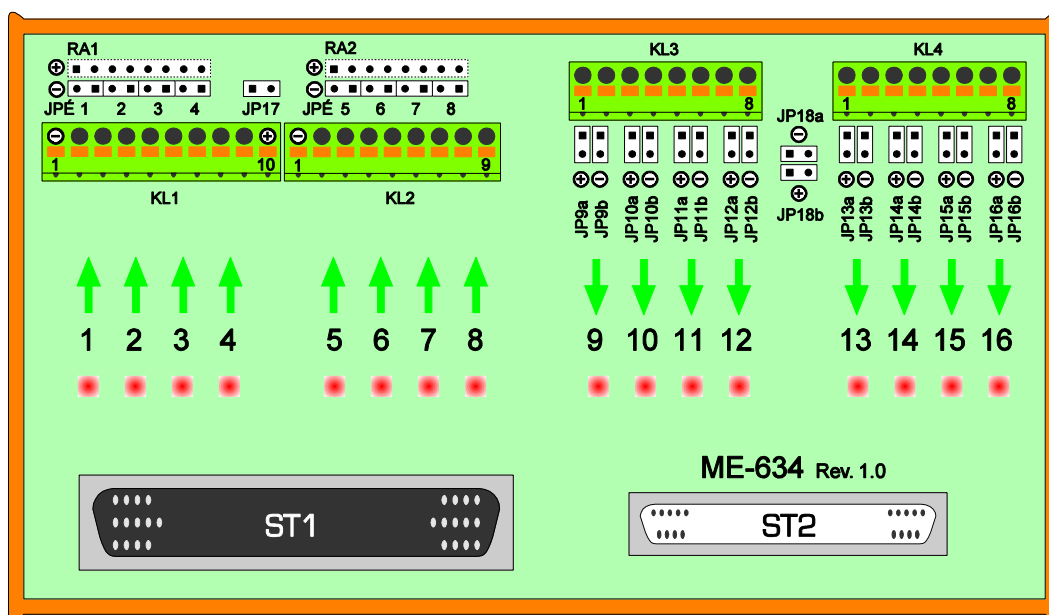 RA1 RA2 KL3 KL4
⊕ ⊕
⊖ ⊖
JPÉ 1 2 3 4 JP17 JPÉ 5 6 7 8 1 8 1 8
JP18a
⊖ ⊕ ⊖ 1 10 1 9
⊕ ⊖ ⊕ ⊖ ⊕ ⊖ ⊕ ⊖ ⊖ ⊕ ⊕ ⊖ ⊕ ⊖ ⊕ ⊖ ⊕ ⊖
KL1 KL2
JP9a JP9b JP10a JP10b JP11a JP11b JP12a JP12b JP18b JP13a JP13b JP14a JP14b JP15a JP15b JP16a JP16b
1 2 3 4 5 6 7 8 9 10 11 12 13 14 15 16
ME-634 Rev. 1.0
ST1 ST2